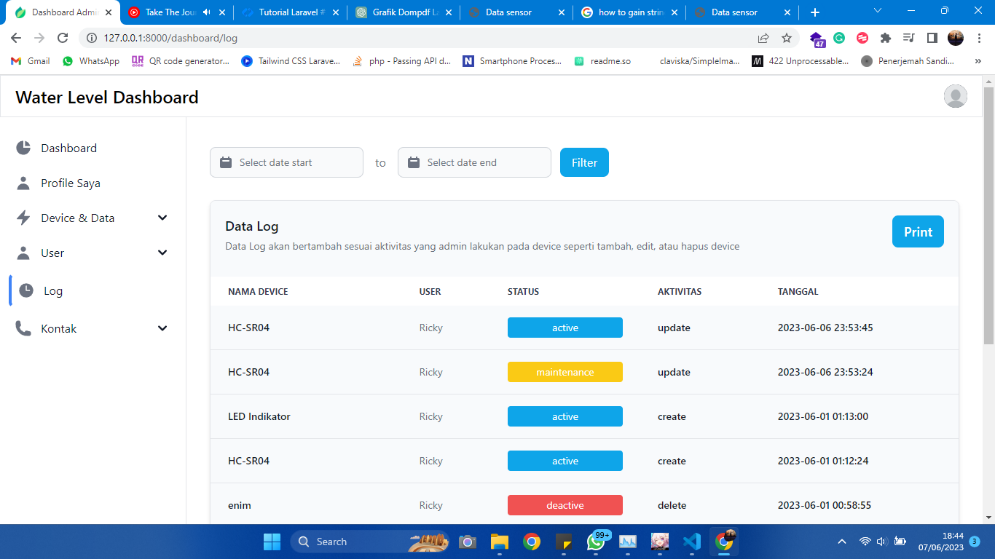 Dashboard Admi
Take The Jou
Tutorial Laravel #
Grafik Dompdf L
Data sensor
how to gain strin
Data sensor
127.0.0.1:8000/dashboard/log
47
Gmail
WhatsApp
QR code generator...
Tailwind CSS Larave...
php - Passing API d...
Smartphone Proces...
readme.so
claviska/SimpleIma...
422 Unprocessable...
Penerjemah Sandi...
»
Water Level Dashboard
Dashboard
Profile Saya
Device & Data
User
Log
Kontak
Select date start
to
Select date end
Filter
Data Log
Data Log akan bertambah sesuai aktivitas yang admin lakukan pada device seperti tambah, edit, atau hapus device
Print
NAMA DEVICE USER STATUS AKTIVITAS TANGGAL
HC-SR04 Ricky active update 2023-06-06 23:53:45
HC-SR04 Ricky maintenance update 2023-06-06 23:53:24
LED Indikator Ricky active create 2023-06-01 01:13:00
HC-SR04 Ricky active create 2023-06-01 01:12:24
enim Ricky deactive delete 2023-06-01 00:58:55
Search
99+
18:44
07/06/2023
3